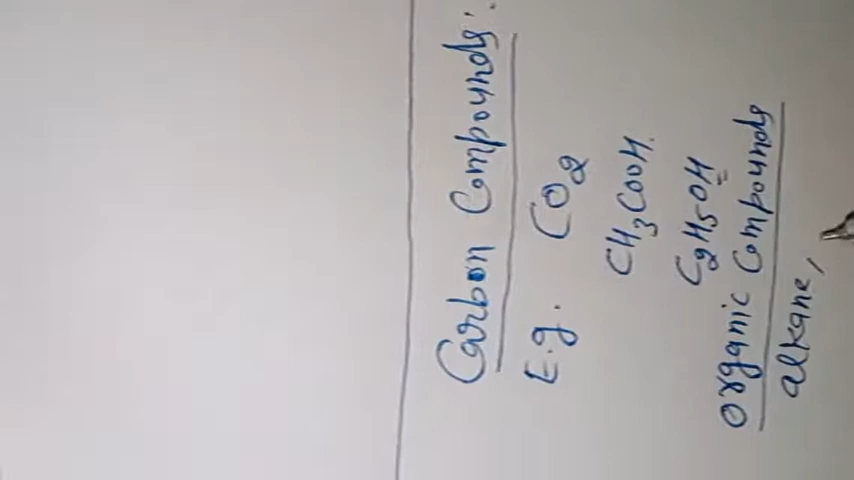 Carbon Compounds :
E.g. CO2
CH3COOH.
C2H5OH
organic Compounds
alkane,